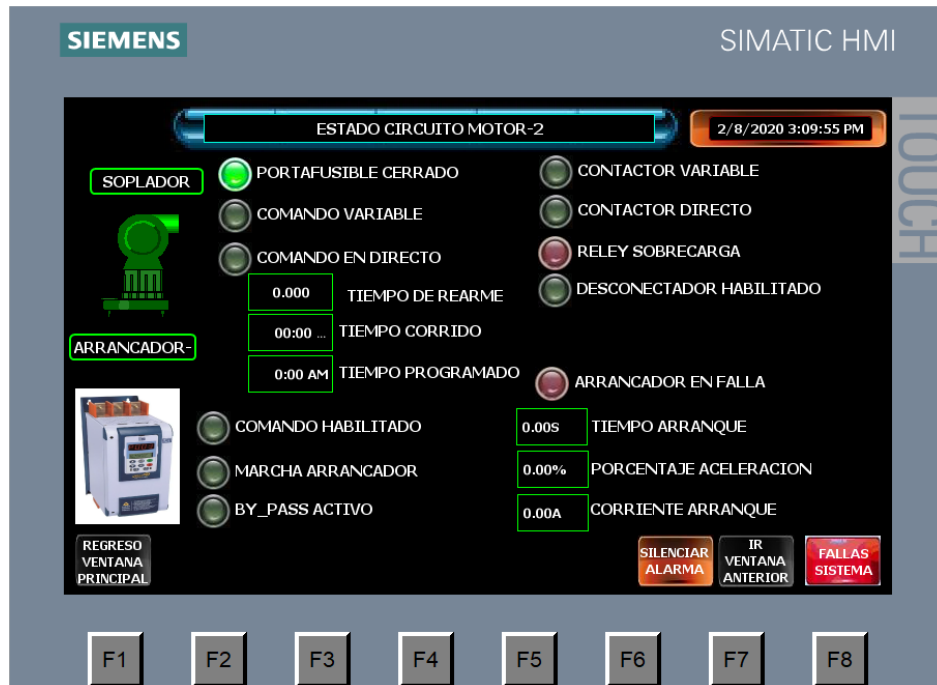 SIEMENS
SIMATIC HMI
TOUCH
ESTADO CIRCUITO MOTOR-2
2/8/2020 3:09:55 PM
SOPLADOR
PORTAFUSIBLE CERRADO
CONTACTOR VARIABLE
COMANDO VARIABLE
CONTACTOR DIRECTO
COMANDO EN DIRECTO
RELEY SOBRECARGA
0.000 TIEMPO DE REARME
DESCONECTADOR HABILITADO
00:00 ... TIEMPO CORRIDO
ARRANCADOR-
0:00 AM TIEMPO PROGRAMADO
ARRANCADOR EN FALLA
COMANDO HABILITADO
0.00S TIEMPO ARRANQUE
MARCHA ARRANCADOR
0.00% PORCENTAJE ACELERACION
BY_PASS ACTIVO
0.00A CORRIENTE ARRANQUE
REGRESO
VENTANA
PRINCIPAL
SILENCIAR
ALARMA
IR
VENTANA
ANTERIOR
FALLAS
SISTEMA
F1 F2 F3 F4 F5 F6 F7 F8